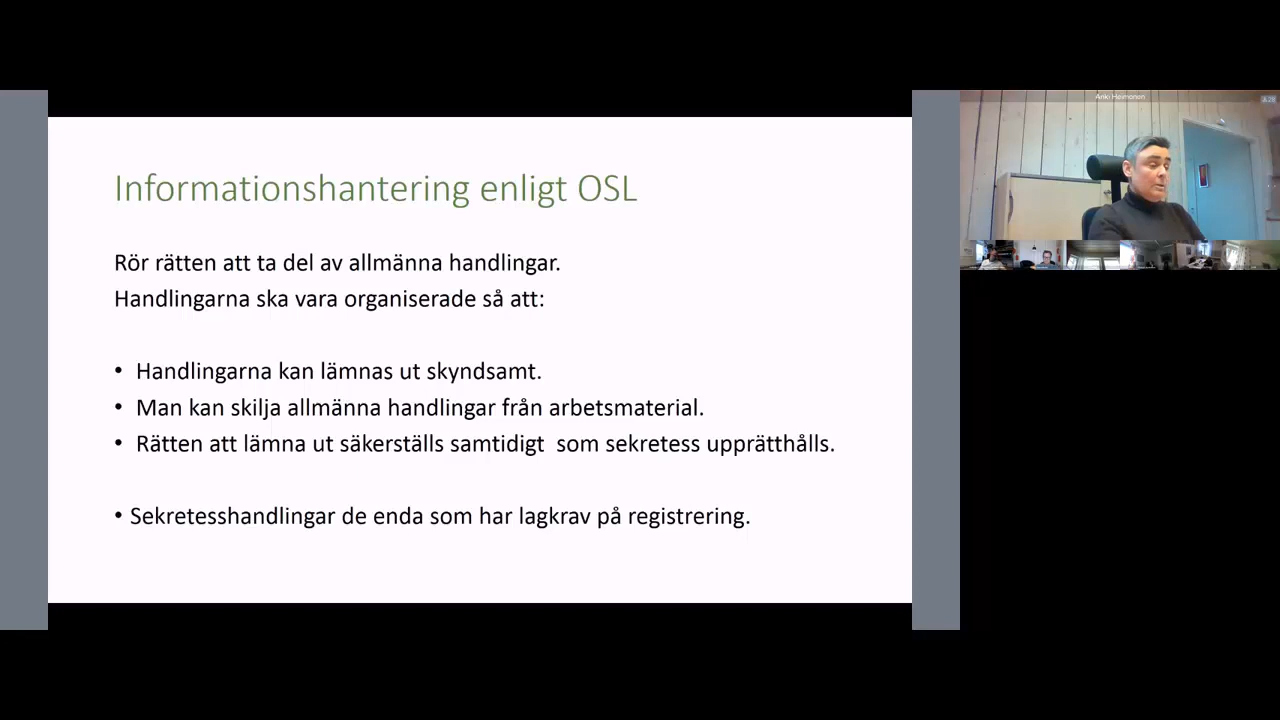 Informationshantering enligt OSL
Rör rätten att ta del av allmänna handlingar.
Handlingarna ska vara organiserade så att:
• Handlingarna kan lämnas ut skyndsamt.
• Man kan skilja allmänna handlingar från arbetsmaterial.
• Rätten att lämna ut säkerställs samtidigt  som sekretess upprätthålls.
• Sekretesshandlingar de enda som har lagkrav på registrering.
Anki Heimonen